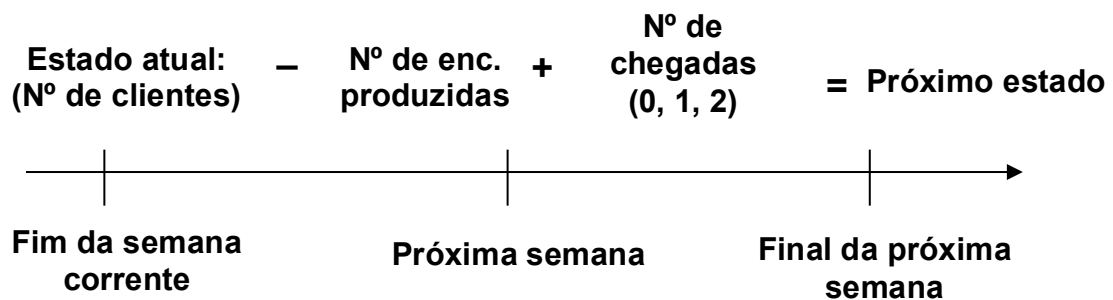 Estado atual:
(Nº de clientes)
–
Nº de enc.
produzidas
+
Nº de
chegadas
(0, 1, 2)
= Próximo estado
Fim da semana
corrente
Próxima semana
Final da próxima
semana